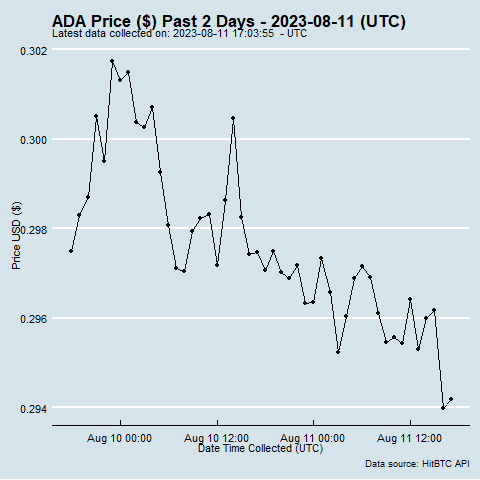 ADA Price ($) Past 2 Days - 2023-08-11 (UTC)
Latest data collected on: 2023-08-11 17:03:55 - UTC
0.302
0.300
0.298
0.296
0.294
Price USD ($)
Aug 10 00:00 Aug 10 12:00 Aug 11 00:00 Aug 11 12:00
Date Time Collected (UTC)
Data source: HitBTC API